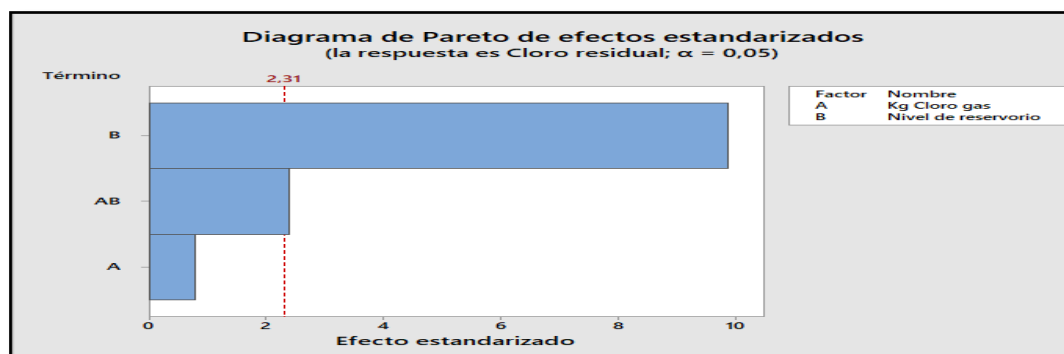 Diagrama de Pareto de efectos estandarizados
(la respuesta es Cloro residual; α = 0,05)
Término
2,31
Factor Nombre
A Kg Cloro gas
B Nivel de reservorio
B
AB
A
0 2 4 6 8 10
Efecto estandarizado